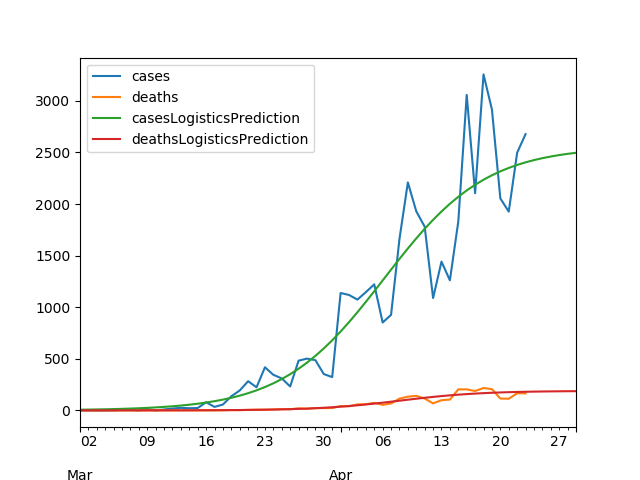 cases
deaths
casesLogisticsPrediction
deathsLogisticsPrediction
3000
2500
2000
1500
1000
500
0
02 09 16 23 30 06 13 20 27
Mar Apr